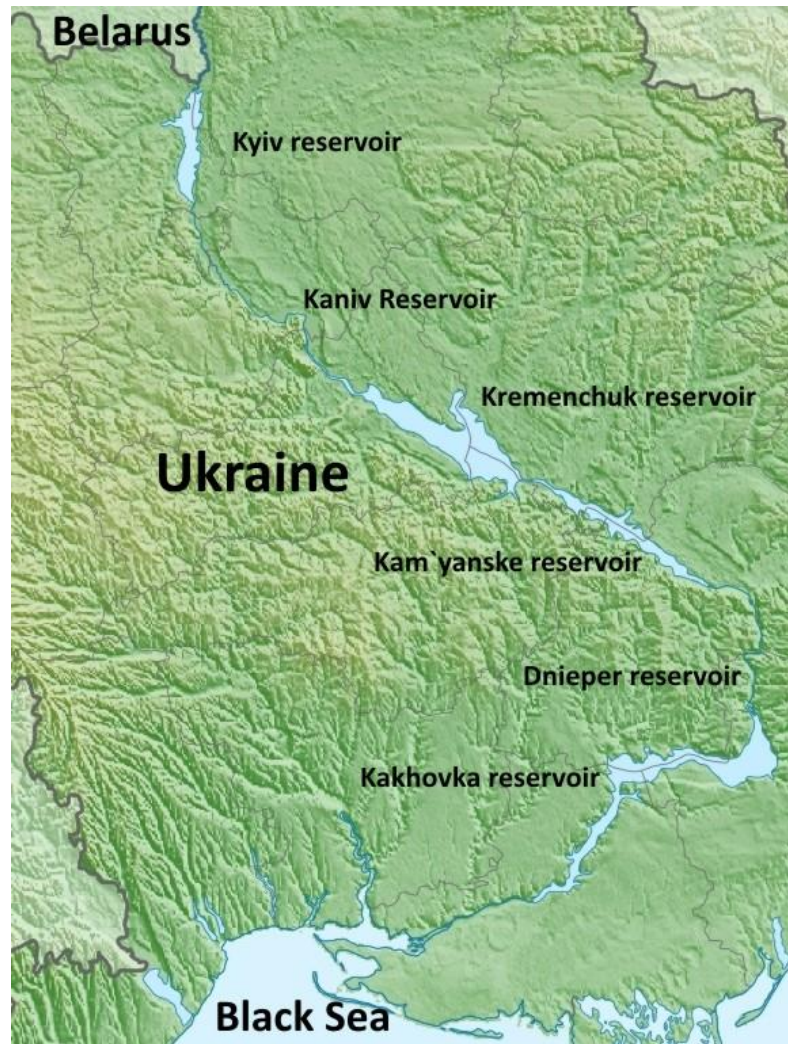 Belarus
Kyiv reservoir
Kaniv Reservoir
Kremenchuk reservoir
Ukraine
Kam`yanske reservoir
Dnieper reservoir
Kakhovka reservoir
Black Sea